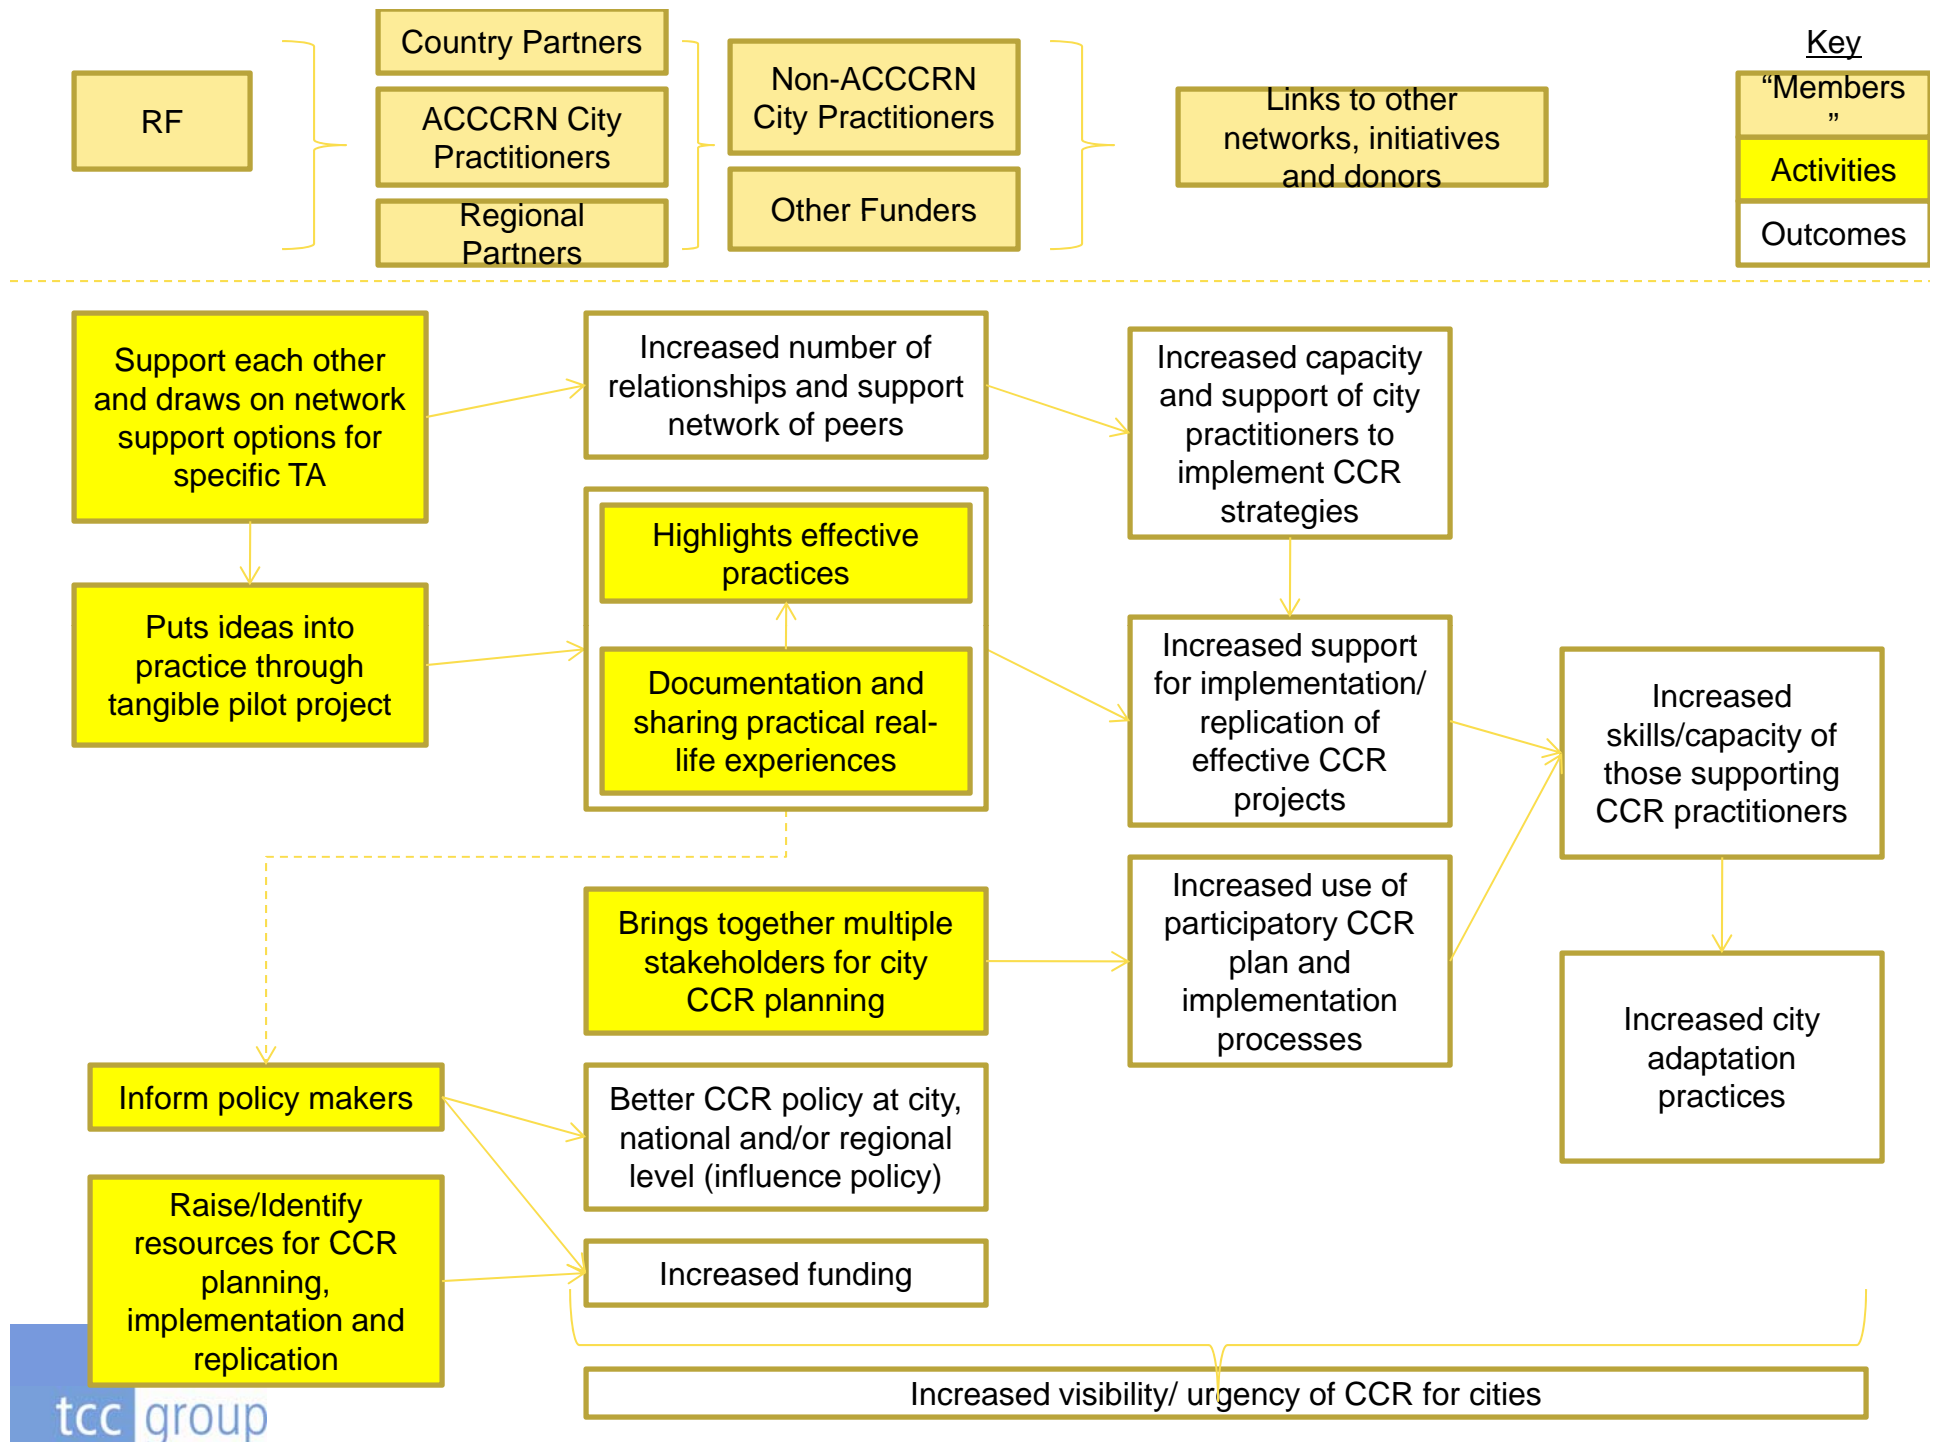 RF
Country Partners
ACCCRN City
Practitioners
Regional
Partners
Non-ACCCRN
City Practitioners
Other Funders
Links to other
networks, initiatives
and donors
Key
“Members
”
Activities
Outcomes
Support each other
and draws on network
support options for
specific TA
Increased number of
relationships and support
network of peers
Increased capacity
and support of city
practitioners to
implement CCR
strategies
Puts ideas into
practice through
tangible pilot project
Highlights effective
practices
Documentation and
sharing practical real-
life experiences
Increased support
for implementation/
replication of
effective CCR
projects
Increased
skills/capacity of
those supporting
CCR practitioners
Brings together multiple
stakeholders for city
CCR planning
Increased use of
participatory CCR
plan and
implementation
processes
Increased city
adaptation
practices
Inform policy makers
Better CCR policy at city,
national and/or regional
level (influence policy)
Raise/Identify
resources for CCR
planning,
implementation and
replication
Increased funding
Increased visibility/ urgency of CCR for cities
tcc group